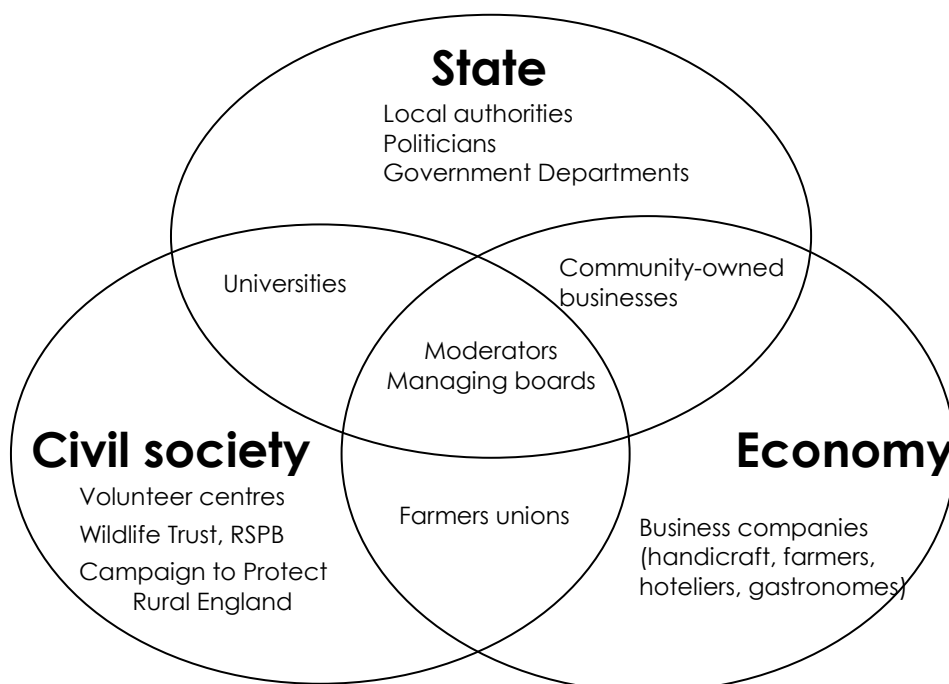 State
Local authorities
Politicians
Government Departments
Universities
Community-owned
businesses
Moderators
Managing boards
Civil society
Volunteer centres
Wildlife Trust, RSPB
Campaign to Protect
Rural England
Farmers unions
Economy
Business companies
(handicraft, farmers,
hoteliers, gastronomes)